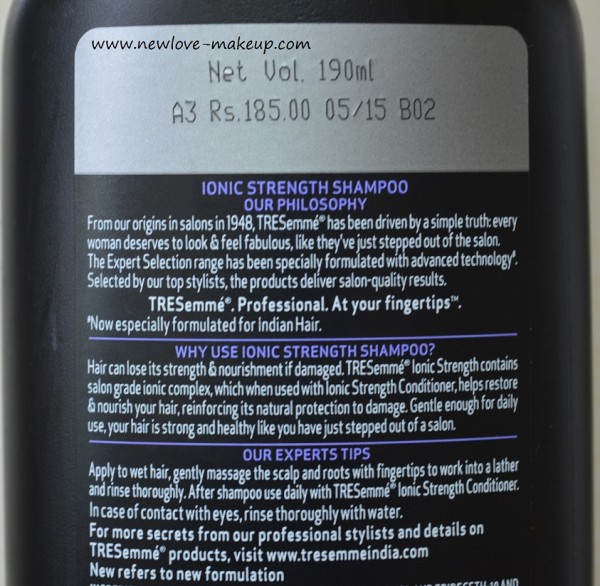 www.newlove-makeup.com
Net Vol. 190ml
A3 Rs.185.00 05/15 B02
IONIC STRENGTH SHAMPOO
OUR PHILOSOPHY
From our origins in salons in 1948, TRESemmé® has been driven by a simple truth: every
woman deserves to look & feel fabulous, like they've just stepped out of the salon.
The Expert Selection range has been specially formulated with advanced technology#.
Selected by our top stylists, the products deliver salon-quality results.
TRESemmé®. Professional. At your fingertips™.
#Now especially formulated for Indian Hair.
WHY USE IONIC STRENGTH SHAMPOO?
Hair can lose its strength & nourishment if damaged. TRESemmé® Ionic Strength contains
salon grade ionic complex, which when used with Ionic Strength Conditioner, helps restore
& nourish your hair, reinforcing its natural protection to damage. Gentle enough for daily
use, your hair is strong and healthy like you have just stepped out of a salon.
OUR EXPERTS TIPS
Apply to wet hair, gently massage the scalp and roots with fingertips to work into a lather
and rinse thoroughly. After shampoo use daily with TRESemmé® Ionic Strength Conditioner.
In case of contact with eyes, rinse thoroughly with water.
For more secrets from our professional stylists and details on
TRESemmé® products, visit www.tresemmeindia.com
New refers to new formulation